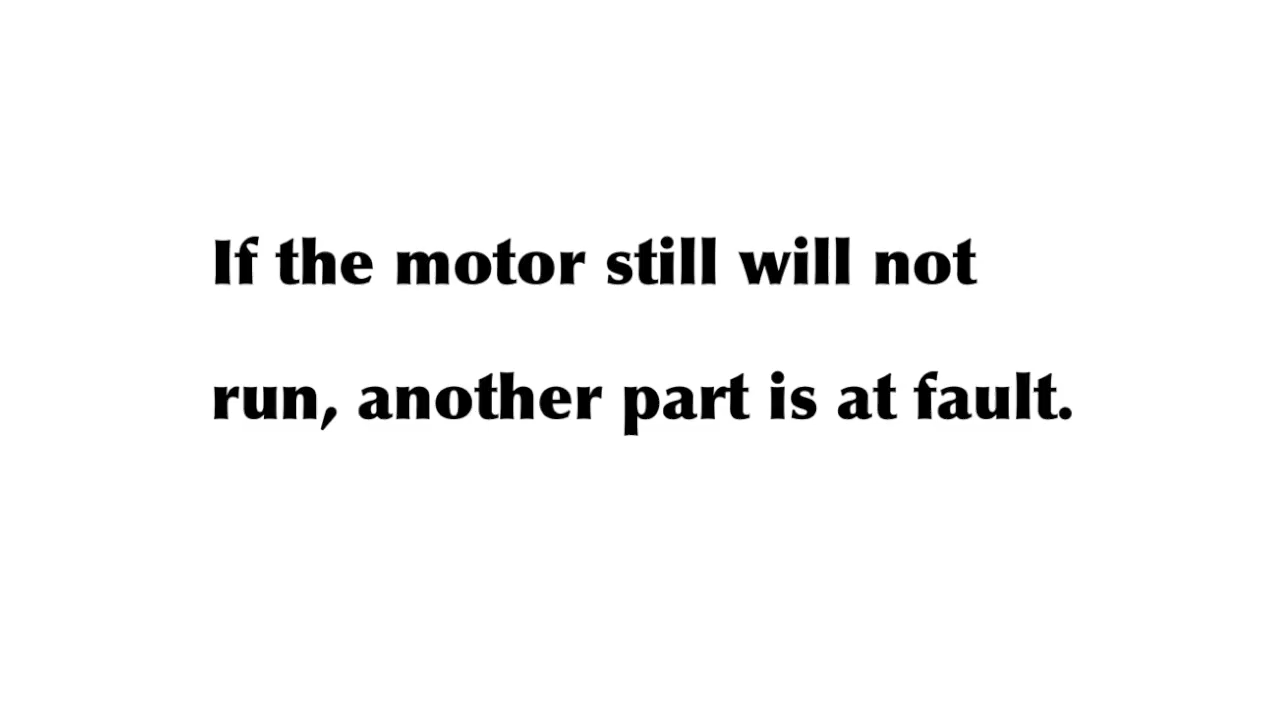 If the motor still will not
run, another part is at fault.